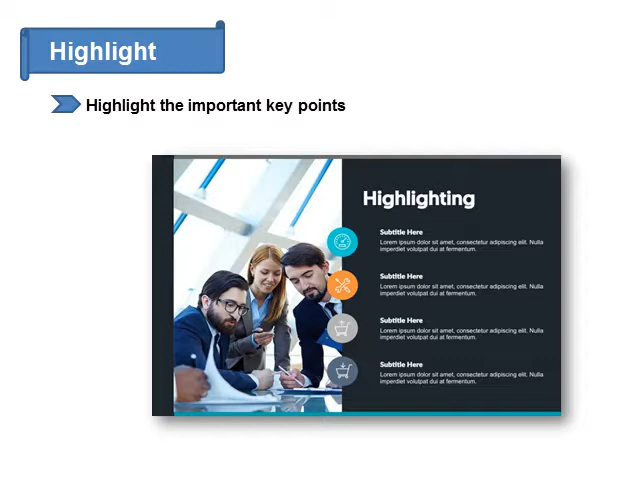 Highlight
Highlight the important key points
Highlighting
Subtitle Here
Lorem ipsum dolor sit amet, consectetur adipiscing elit. Nulla
imperdiet volutpat dui at fermentum.
Subtitle Here
Lorem ipsum dolor sit amet, consectetur adipiscing elit. Nulla
imperdiet volutpat dui at fermentum.
Subtitle Here
Lorem ipsum dolor sit amet, consectetur adipiscing elit. Nulla
imperdiet volutpat dui at fermentum.
Subtitle Here
Lorem ipsum dolor sit amet, consectetur adipiscing elit. Nulla
imperdiet volutpat dui at fermentum.